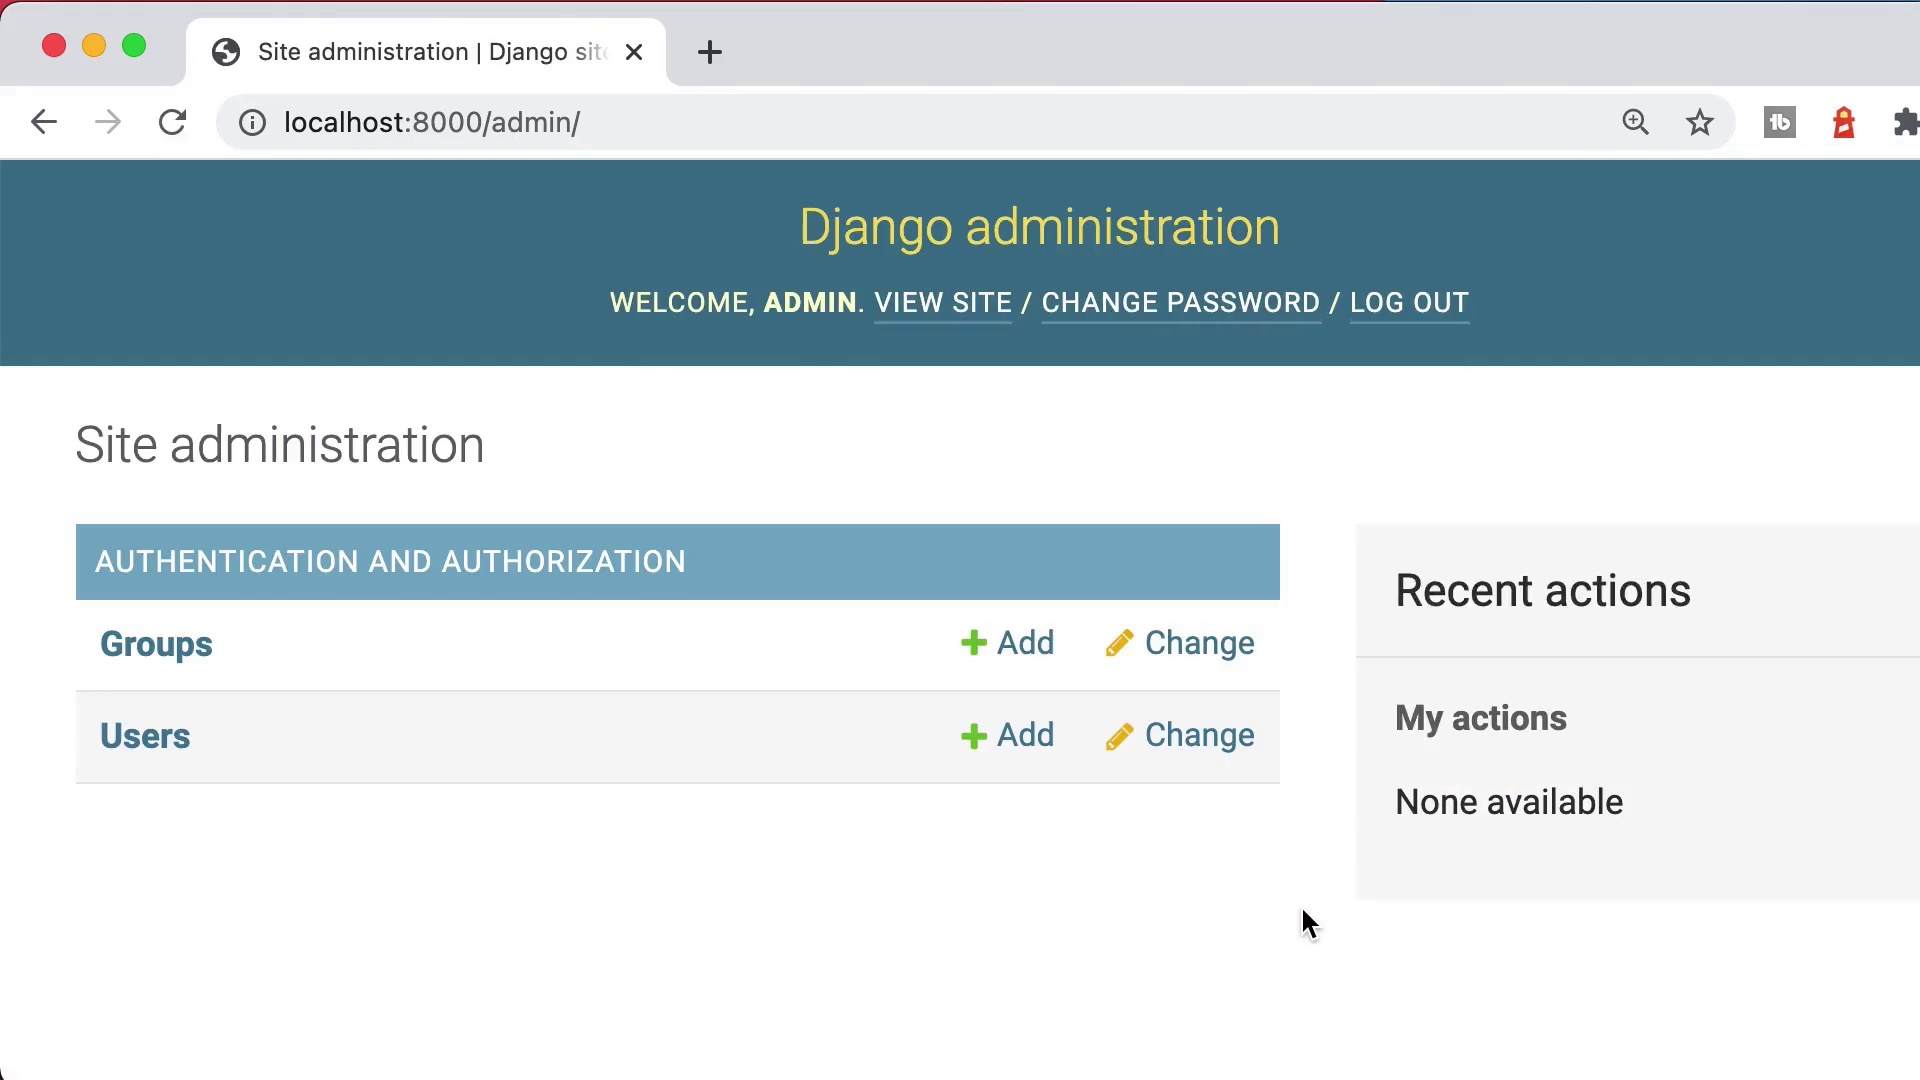 Site administration | Django site
localhost:8000/admin/
Django administration
WELCOME, ADMIN. VIEW SITE / CHANGE PASSWORD / LOG OUT
Site administration
AUTHENTICATION AND AUTHORIZATION
Groups Add Change
Users Add Change
Recent actions
My actions
None available